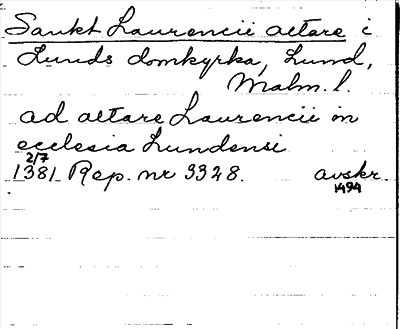 Sankt Laurencii altare i
Lunds domkyrka, Lund,
Malm. l.
ad altare Laurencii in
ecclesia Lundensi
2/7
1381 Rep. nr 3328. avskr.
1494